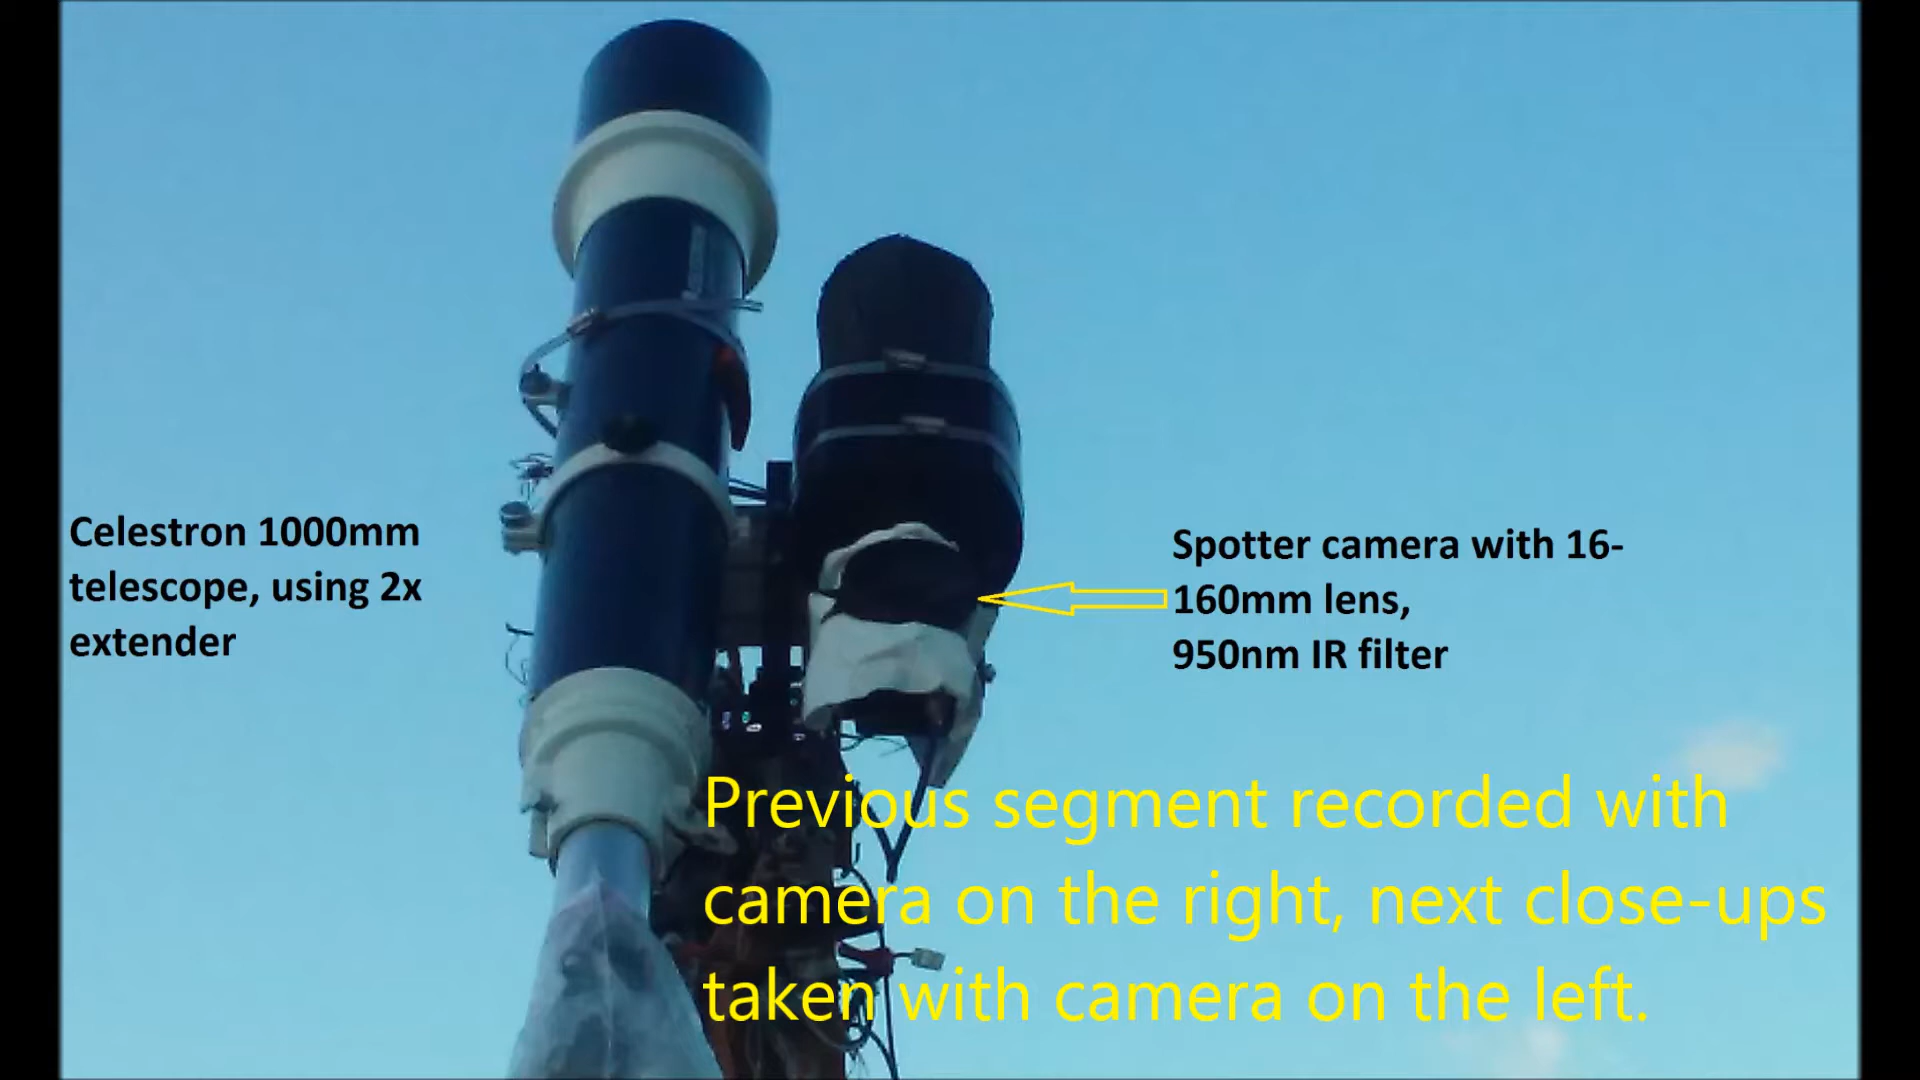 Celestron 1000mm
telescope, using 2x
extender
Spotter camera with 16-
160mm lens,
950nm IR filter
Previous segment recorded with
camera on the right, next close-ups
taken with camera on the left.